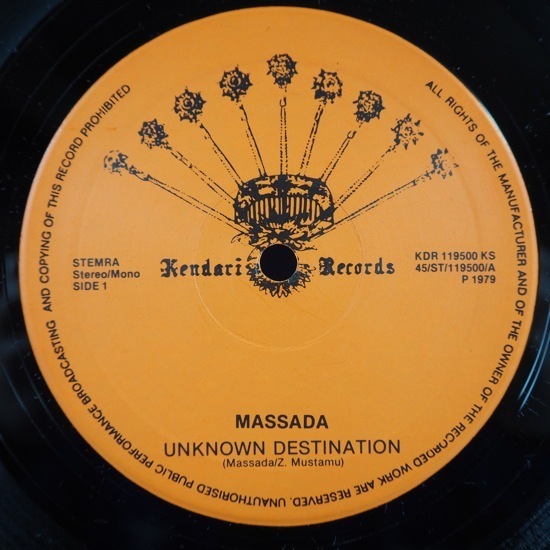 ALL RIGHTS OF THE MANUFACTURER AND OF THE OWNER OF THE RECORDED WORK ARE RESERVED. UNAUTHORISED PUBLIC PERFORMANCE BROADCASTING AND COPYING OF THIS RECORD PROHIBITED
STEMRA
Stereo/Mono
SIDE 1
Kendari Records
KDR 119500 KS
45/ST/119500/A
P 1979
MASSADA
UNKNOWN DESTINATION
(Massada/Z. Mustamu)